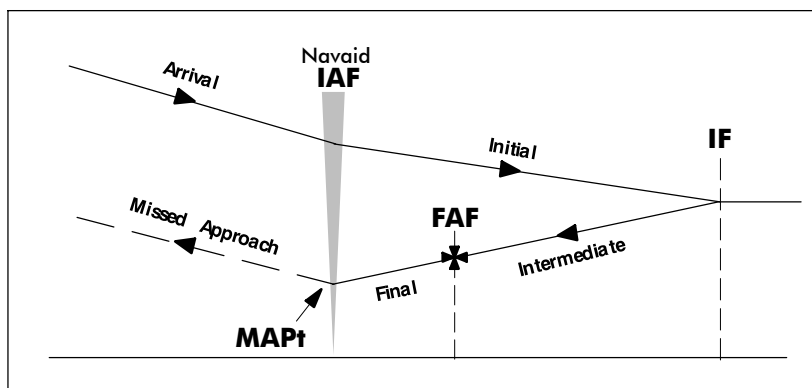 Navaid
IAF
Arrival
Initial
IF
Missed Approach
FAF
Intermediate
Final
MAPt